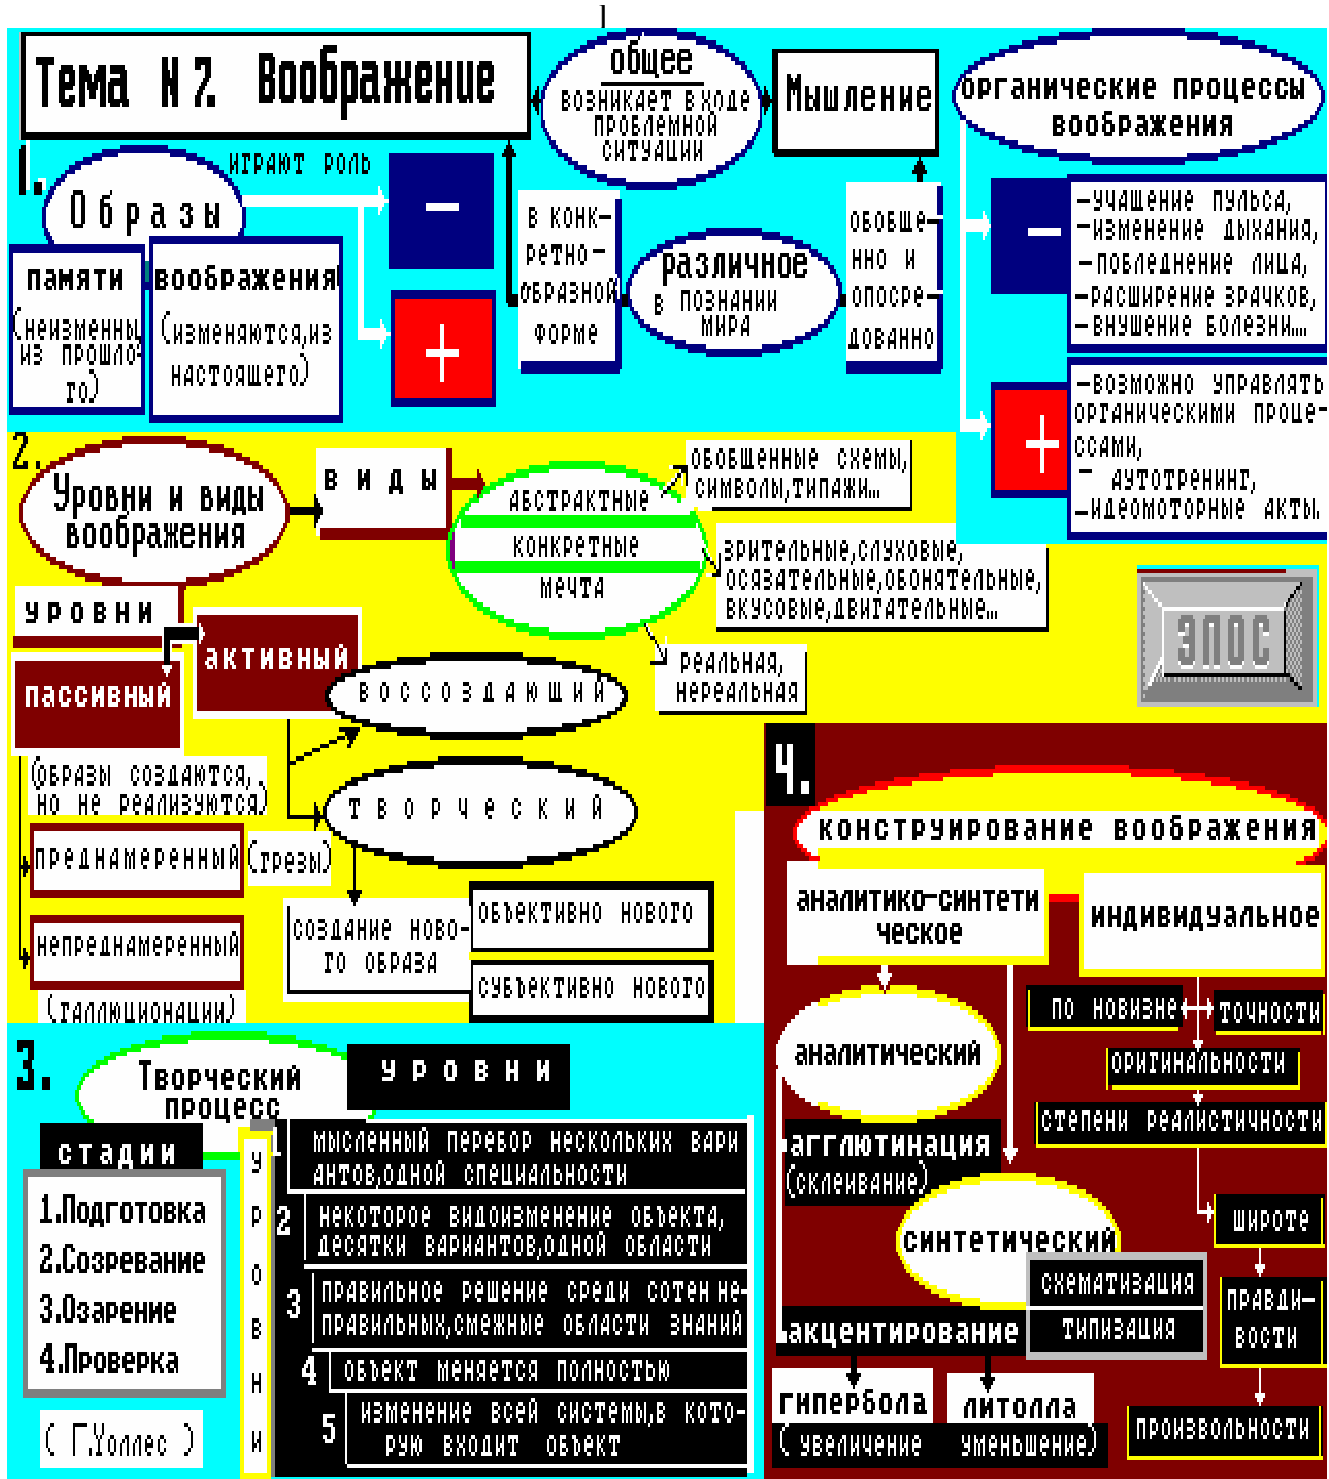 Тема N 7. Воображение
общее
ВОЗНИКАЕТ В ХОДЕ
ПРОБЛЕМНОЙ
СИТУАЦИИ
Мышление
органические процессы
воображения
1.
Образы
ИГРАЮТ РОЛЬ
−
+
памяти
(неизменны,
из прошло-
го)
воображения
(изменяются,из
настоящего)
В КОНК-
РЕТНО-
ОБРАЗНОЙ
ФОРМЕ
различное
В ПОЗНАНИИ
МИРА
ОБОБЩЕ-
ННО И
ОПОСРЕ-
ДОВАННО
−
-УЧАЩЕНИЕ ПУЛЬСА,
-ИЗМЕНЕНИЕ ДЫХАНИЯ,
-ПОБЛЕДНЕНИЕ ЛИЦА,
-РАСШИРЕНИЕ ЗРАЧКОВ,
-ВНУШЕНИЕ БОЛЕЗНИ...
+
-ВОЗМОЖНО УПРАВЛЯТЬ
ОРГАНИЧЕСКИМИ ПРОЦЕ-
ССАМИ,
- АУТОТРЕНИНГ,
-ИДЕОМОТОРНЫЕ АКТЫ.
2.
Уровни и виды
воображения
виды
АБСТРАКТНЫЕ
КОНКРЕТНЫЕ
МЕЧТА
ОБОБЩЕННЫЕ СХЕМЫ,
СИМВОЛЫ,ТИПАЖИ...
ЗРИТЕЛЬНЫЕ,СЛУХОВЫЕ,
ОСЯЗАТЕЛЬНЫЕ,ОБОНЯТЕЛЬНЫЕ,
ВКУСОВЫЕ,ДВИГАТЕЛЬНЫЕ...
РЕАЛЬНАЯ,
НЕРЕАЛЬНАЯ
ЭПОС
уровни
активный
пассивный
воссоздающий
творческий
(ОБРАЗЫ СОЗДАЮТСЯ,
НО НЕ РЕАЛИЗУЮТСЯ)
ПРЕДНАМЕРЕННЫЙ
(ГРЕЗЫ)
НЕПРЕДНАМЕРЕННЫЙ
(ГАЛЛЮЦИОНАЦИИ)
СОЗДАНИЕ НОВО-
ГО ОБРАЗА
ОБЪЕКТИВНО НОВОГО
СУБЪЕКТИВНО НОВОГО
3.
Творческий
процесс
уровни
стадии
1.Подготовка
2.Созревание
3.Озарение
4.Проверка
( Г.Уоллес )
УРОВНИ
1
МЫСЛЕННЫЙ ПЕРЕБОР НЕСКОЛЬКИХ ВАРИ
АНТОВ,ОДНОЙ СПЕЦИАЛЬНОСТИ
2
НЕКОТОРОЕ ВИДОИЗМЕНЕНИЕ ОБЪЕКТА,
ДЕСЯТКИ ВАРИАНТОВ,ОДНОЙ ОБЛАСТИ
3
ПРАВИЛЬНОЕ РЕШЕНИЕ СРЕДИ СОТЕН НЕ-
ПРАВИЛЬНЫХ,СМЕЖНЫЕ ОБЛАСТИ ЗНАНИЙ
4
ОБЪЕКТ МЕНЯЕТСЯ ПОЛНОСТЬЮ
5
ИЗМЕНЕНИЕ ВСЕЙ СИСТЕМЫ,В КОТО-
РУЮ ВХОДИТ ОБЪЕКТ
4.
конструирование воображения
аналитико-синтети
ческое
индивидуальное
аналитический
агглютинация
(СКЛЕИВАНИЕ)
синтетический
СХЕМАТИЗАЦИЯ
ТИПИЗАЦИЯ
акцентирование
гипербола
литолла
( УВЕЛИЧЕНИЕ УМЕНЬШЕНИЕ)
ПО НОВИЗНЕ
ТОЧНОСТИ
ОРИГИНАЛЬНОСТИ
СТЕПЕНИ РЕАЛИСТИЧНОСТИ
ШИРОТЕ
ПРАВДИ-
ВОСТИ
ПРОИЗВОЛЬНОСТИ